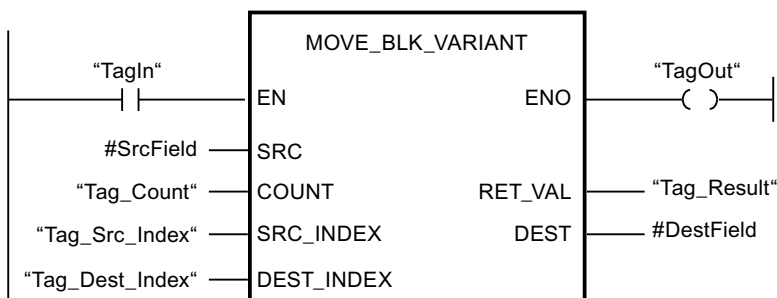 MOVE_BLK_VARIANT
“TagIn“ “TagOut“
EN ENO
#SrcField SRC
“Tag_Count“ COUNT RET_VAL “Tag_Result“
“Tag_Src_Index“ SRC_INDEX DEST #DestField
“Tag_Dest_Index“ DEST_INDEX